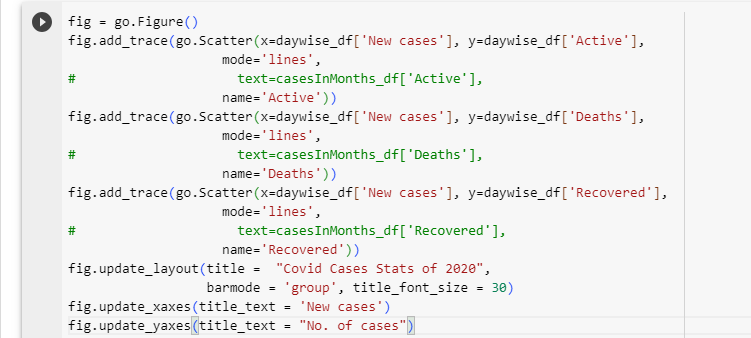 fig = go.Figure()
fig.add_trace(go.Scatter(x=daywise_df['New cases'], y=daywise_df['Active'],
                    mode='lines',
#                     text=casesInMonths_df['Active'],
                    name='Active'))
fig.add_trace(go.Scatter(x=daywise_df['New cases'], y=daywise_df['Deaths'],
                    mode='lines',
#                     text=casesInMonths_df['Deaths'],
                    name='Deaths'))
fig.add_trace(go.Scatter(x=daywise_df['New cases'], y=daywise_df['Recovered'],
                    mode='lines',
#                     text=casesInMonths_df['Recovered'],
                    name='Recovered'))
fig.update_layout(title =  "Covid Cases Stats of 2020",
                  barmode = 'group', title_font_size = 30)
fig.update_xaxes(title_text = 'New cases')
fig.update_yaxes(title_text = "No. of cases")